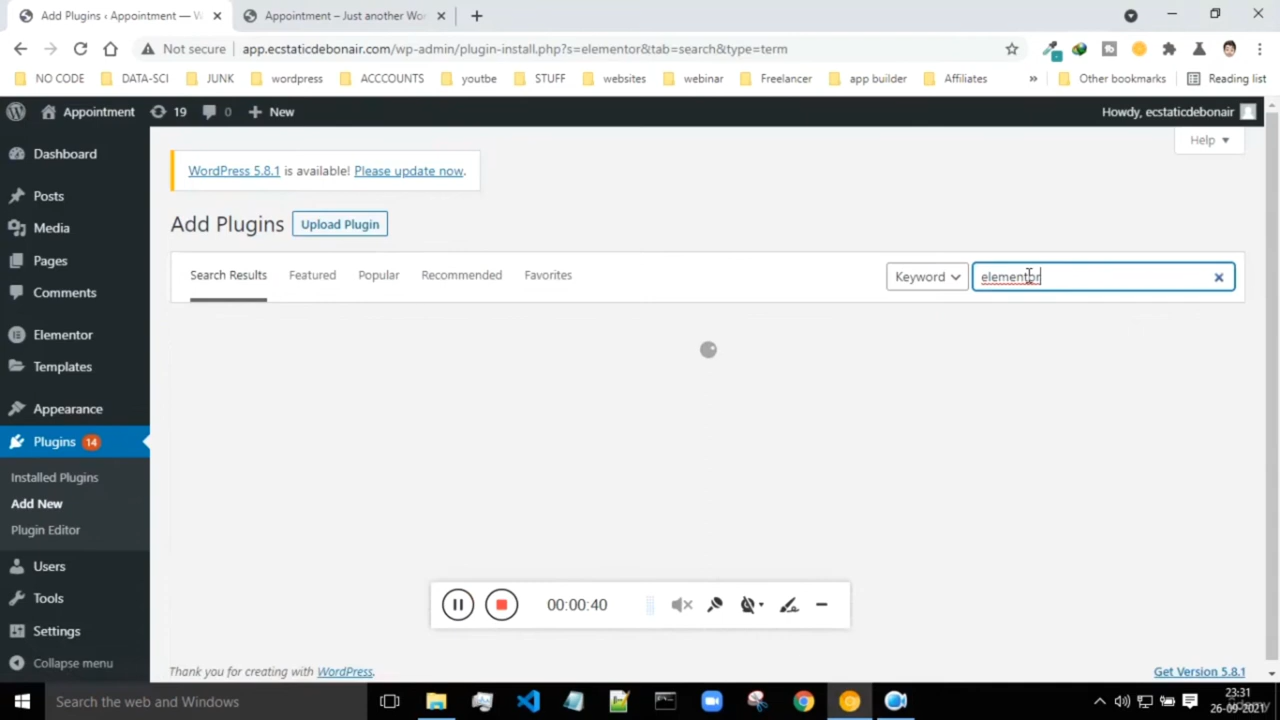 Add Plugins ‹ Appointment — W
Appointment – Just another Wo
Not secure
app.ecstaticdebonair.com/wp-admin/plugin-install.php?s=elementor&tab=search&type=term
NO CODE
DATA-SCI
JUNK
wordpress
ACCCOUNTS
youtbe
STUFF
websites
webinar
Freelancer
app builder
Affiliates
»
Other bookmarks
Reading list
Appointment
19
0
New
Howdy, ecstaticdebonair
Help
Dashboard
Posts
Media
Pages
Comments
Elementor
Templates
Appearance
Plugins 14
Installed Plugins
Add New
Plugin Editor
Users
Tools
Settings
Collapse menu
WordPress 5.8.1 is available! Please update now.
Add Plugins
Upload Plugin
Search Results
Featured
Popular
Recommended
Favorites
Keyword
elementor
00:00:40
Thank you for creating with WordPress.
Get Version 5.8.1
Search the web and Windows
23:31
26-09-2021
Udemy